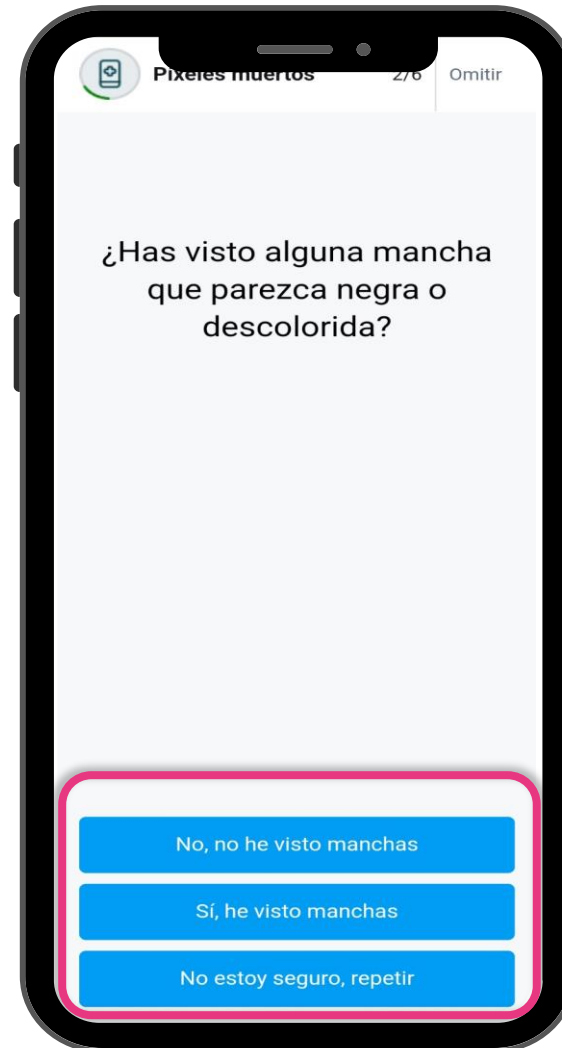 Píxeles muertos
2/6
Omitir
¿Has visto alguna mancha
que parezca negra o
descolorida?
No, no he visto manchas
Sí, he visto manchas
No estoy seguro, repetir